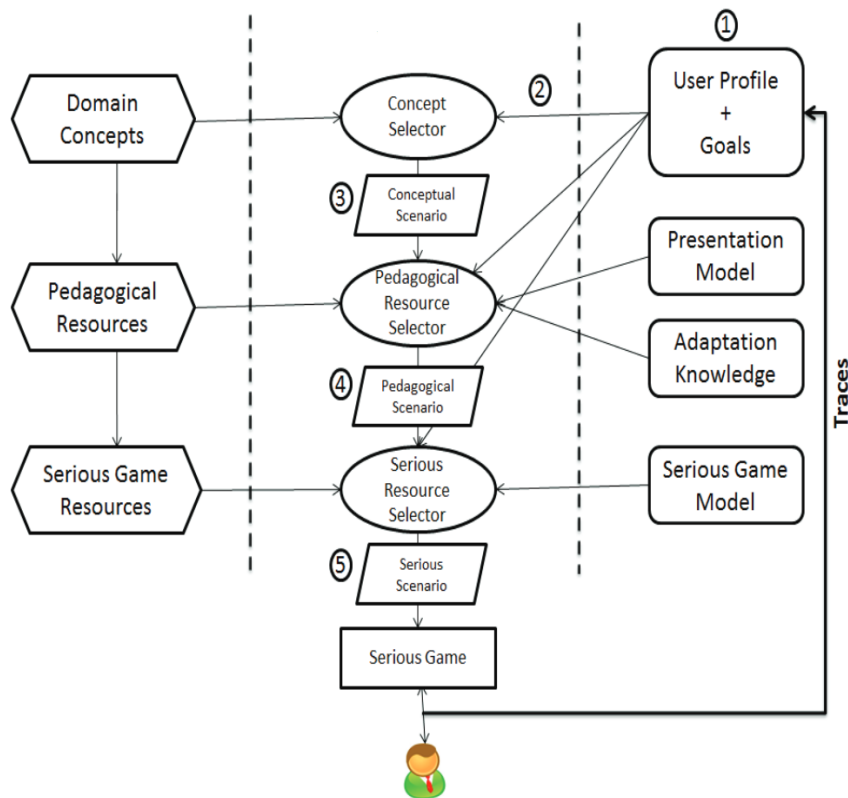 1
Domain
Concepts
Concept
Selector
2
User Profile
+
Goals
3
Conceptual
Scenario
Pedagogical
Resources
Pedagogical
Resource
Selector
Presentation
Model
Adaptation
Knowledge
4
Pedagogical
Scenario
Traces
Serious Game
Resources
Serious
Resource
Selector
Serious Game
Model
5
Serious
Scenario
Serious Game